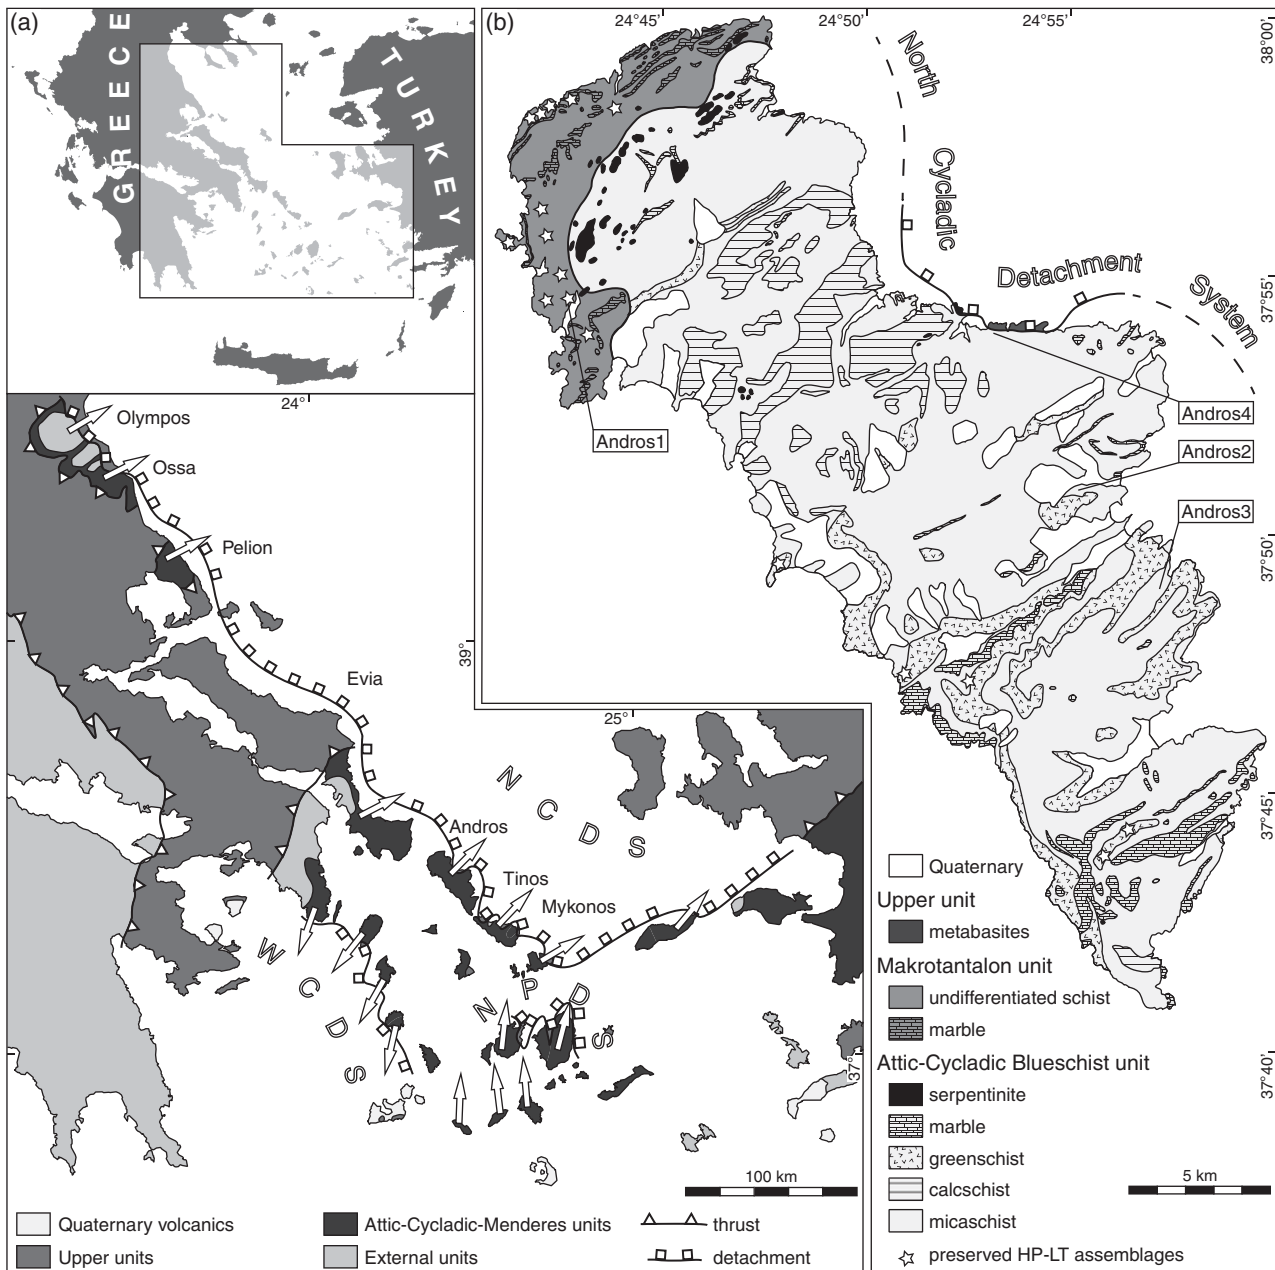 (a)
GREECE
TURKEY
24°
39°
Olympos
Ossa
Pelion
Evia
25°
NCDS
Andros
Tinos
Mykonos
WCDS
NPDS
37°
100 km
Quaternary volcanics
Upper units
Attic-Cycladic-Menderes units
External units
thrust
detachment
(b)
24°45'
24°50'
24°55'
38°00'
37°55'
37°50'
37°45'
37°40'
North
Cycladic
Detachment
System
Andros1
Andros4
Andros2
Andros3
Quaternary
Upper unit
metabasites
Makrotantalon unit
undifferentiated schist
marble
Attic-Cycladic Blueschist unit
serpentinite
marble
greenschist
calcschist
micaschist
preserved HP-LT assemblages
5 km